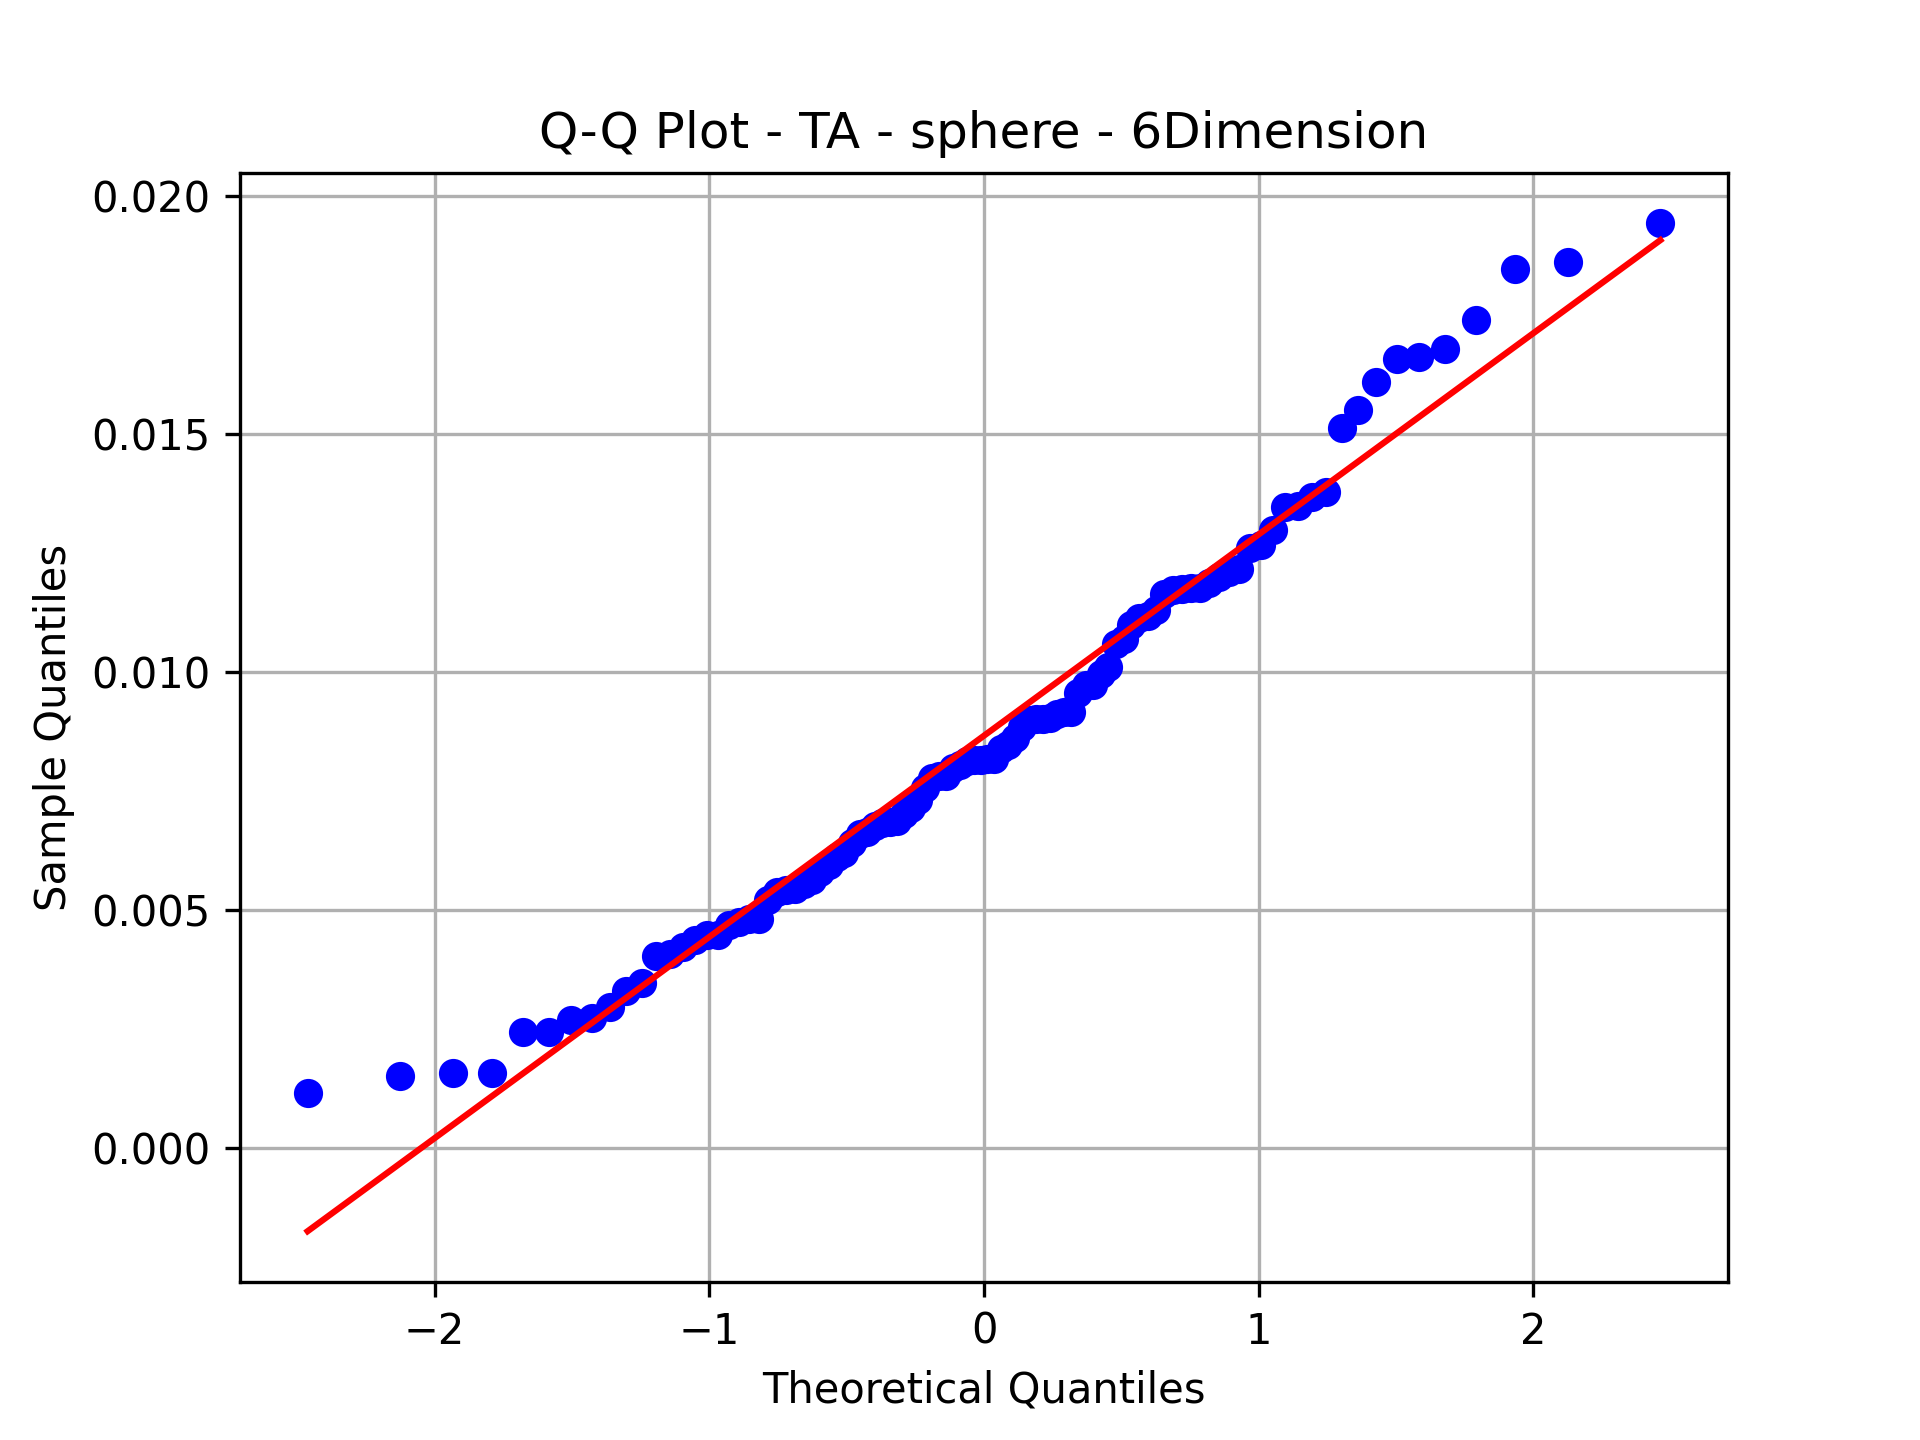 Q-Q Plot - TA - sphere - 6Dimension
0.020
0.015
0.010
0.005
0.000
Sample Quantiles
−2 −1 0 1 2
Theoretical Quantiles